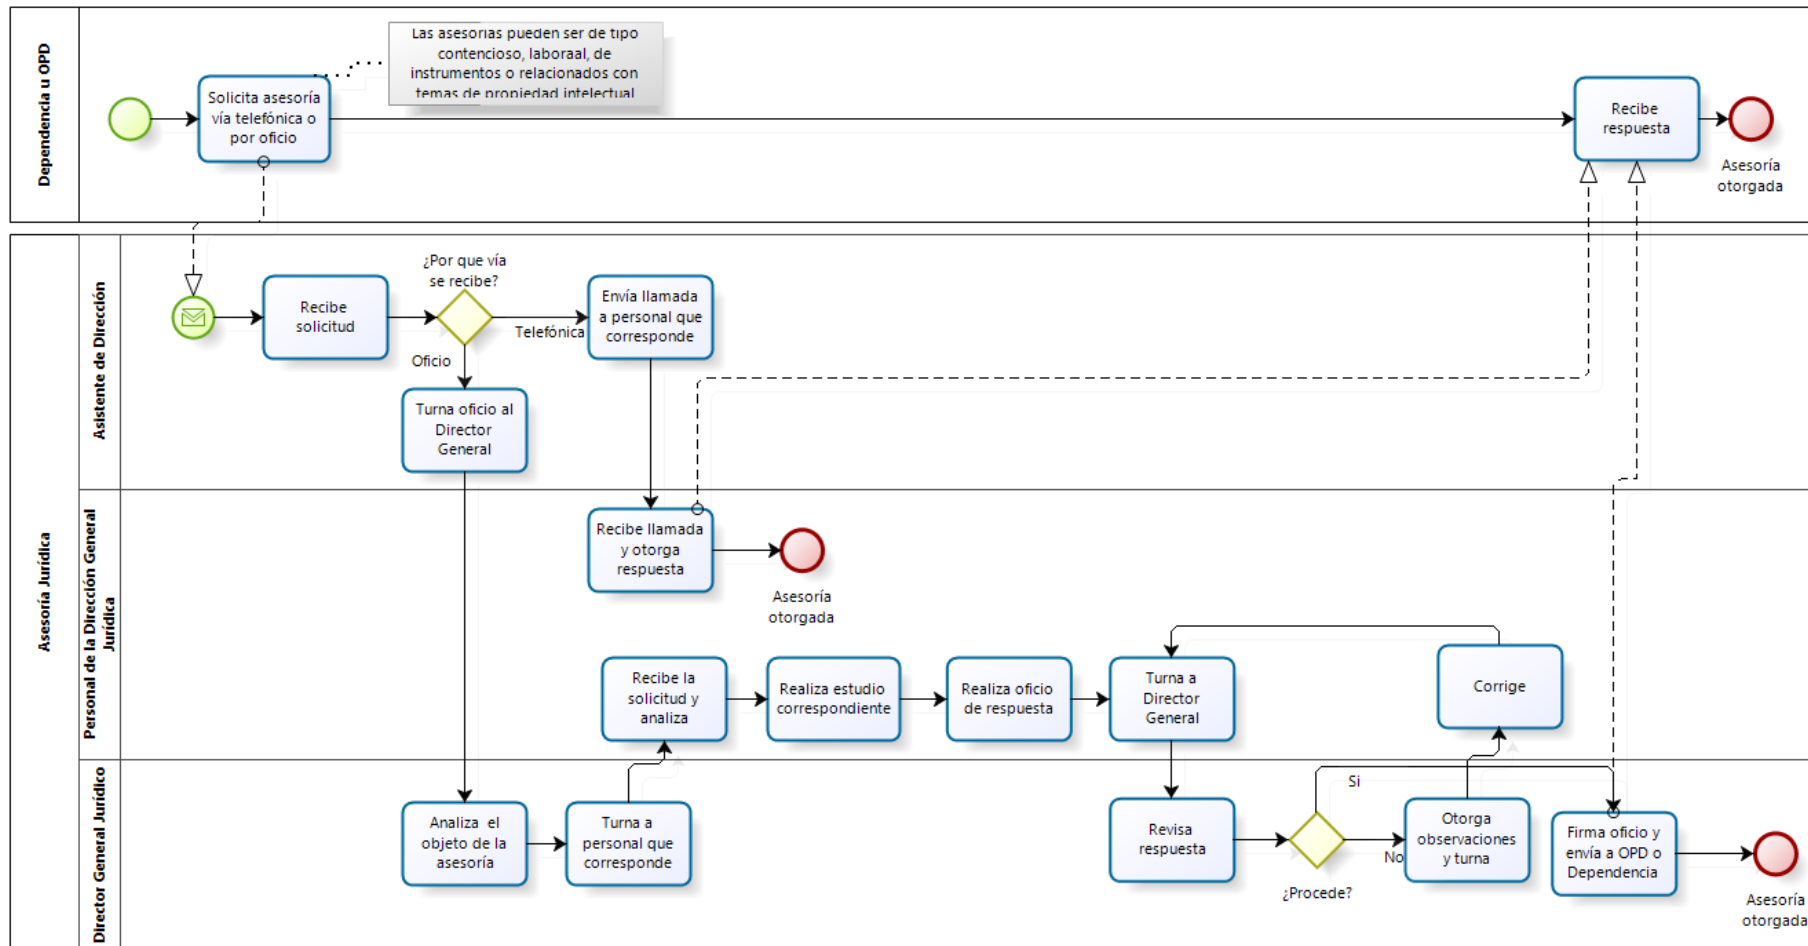 Dependencia u OPD
Las asesorías pueden ser de tipo
contencioso, laboraal, de
instrumentos o relacionados con
temas de propiedad intelectual
Solicita asesoría
vía telefónica o
por oficio
Recibe
respuesta
Asesoría
otorgada
Asesoría Jurídica
Asistente de Dirección
Recibe
solicitud
¿Por que vía
se recibe?
Telefónica
Oficio
Envía llamada
a personal que
corresponde
Turna oficio al
Director
General
Personal de la Dirección General
Jurídica
Recibe llamada
y otorga
respuesta
Asesoría
otorgada
Recibe la
solicitud y
analiza
Realiza estudio
correspondiente
Realiza oficio
de respuesta
Turna a
Director
General
Corrige
Director General Jurídico
Analiza el
objeto de la
asesoría
Turna a
personal que
corresponde
Revisa
respuesta
¿Procede?
Si
No
Otorga
observaciones
y turna
Firma oficio y
envía a OPD o
Dependencia
Asesoría
otorgada